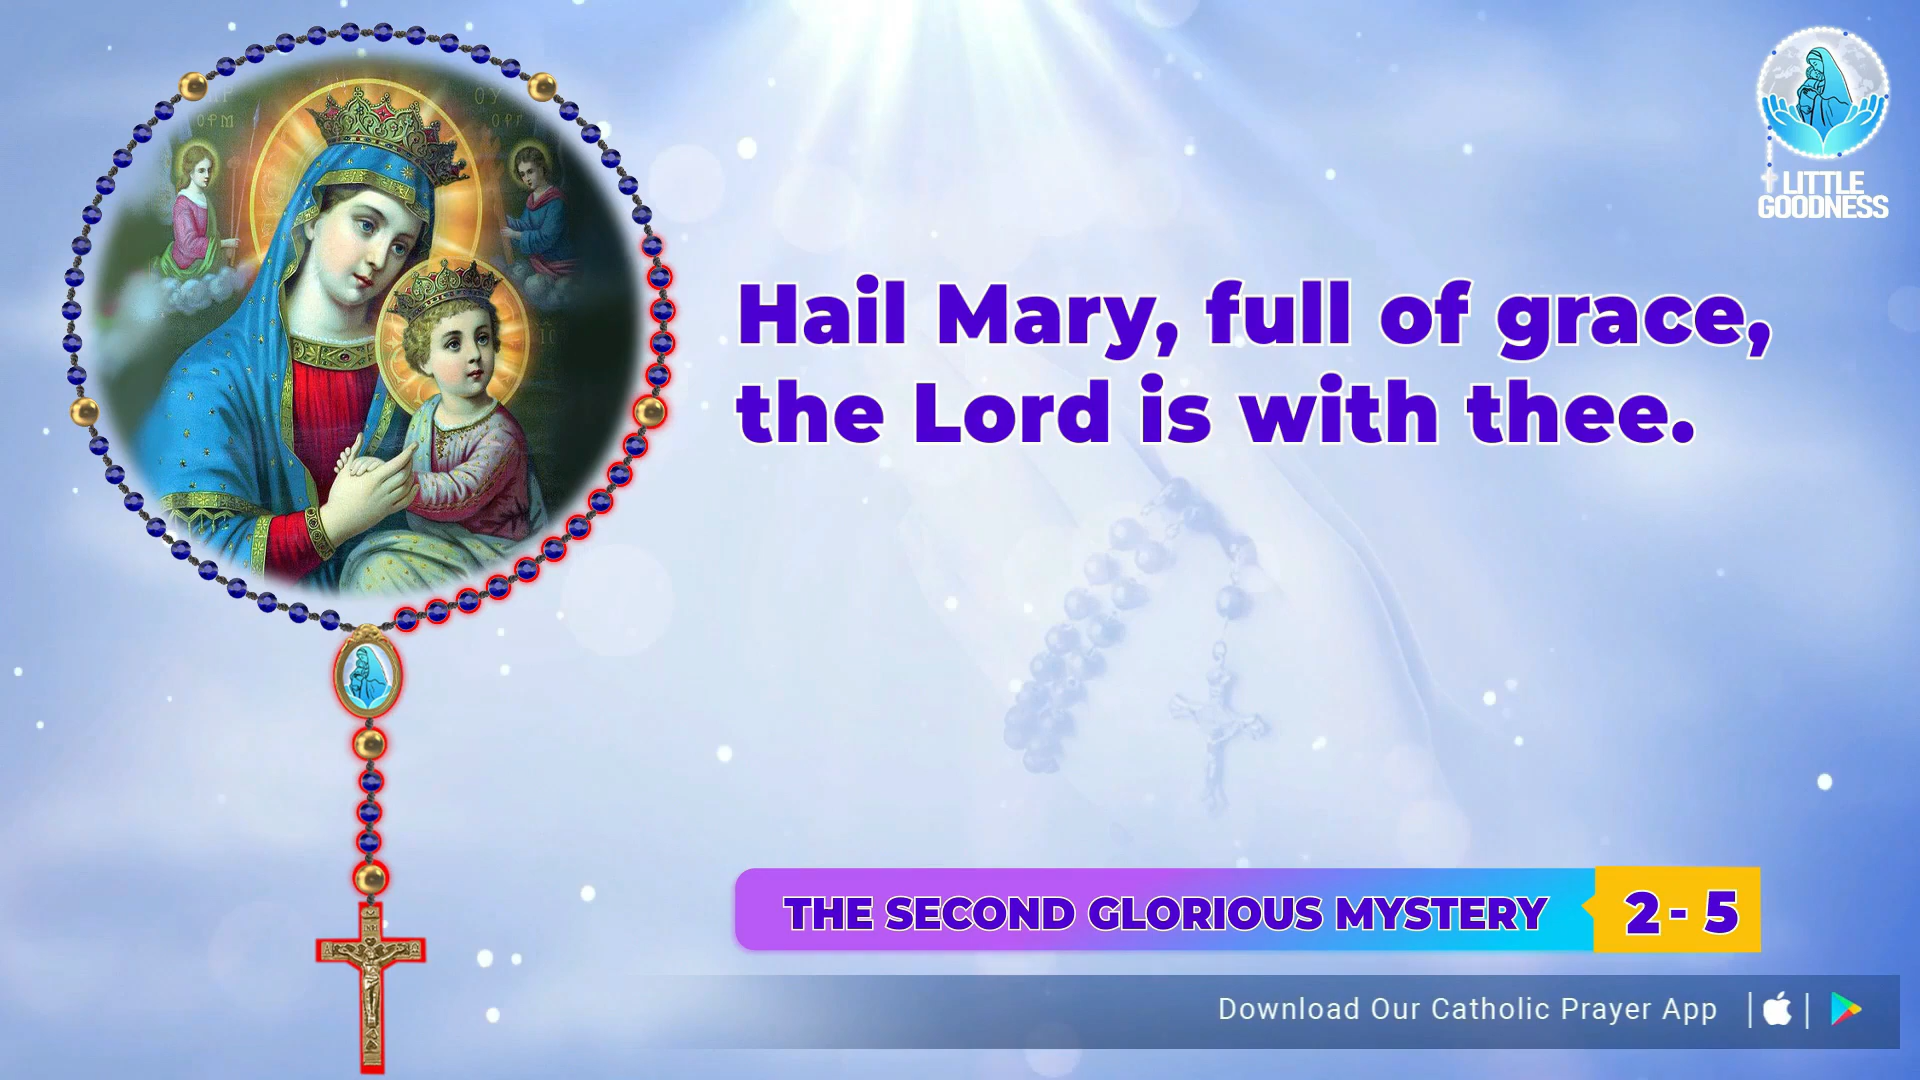 LITTLE
GOODNESS
Hail Mary, full of grace,
the Lord is with thee.
THE SECOND GLORIOUS MYSTERY
2 - 5
Download Our Catholic Prayer App